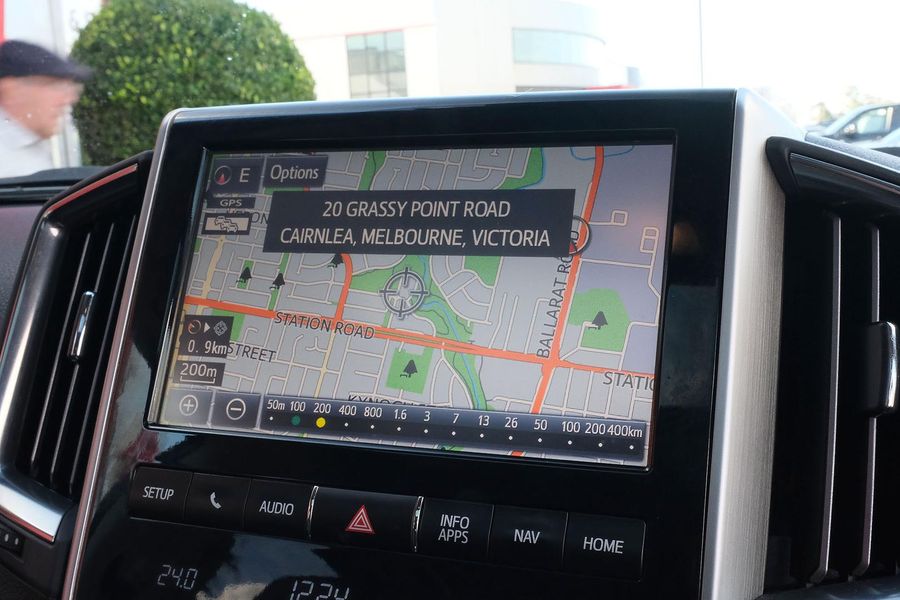 E
Options
GPS
20 GRASSY POINT ROAD
CAIRNLEA, MELBOURNE, VICTORIA
BALLARAT ROAD
STATION ROAD
STREET
0.9km
200m
50m 100 200 400 800 1.6 3 7 13 26 50 100 200 400km
SETUP
AUDIO
INFO
APPS
NAV
HOME
24.0
12:24